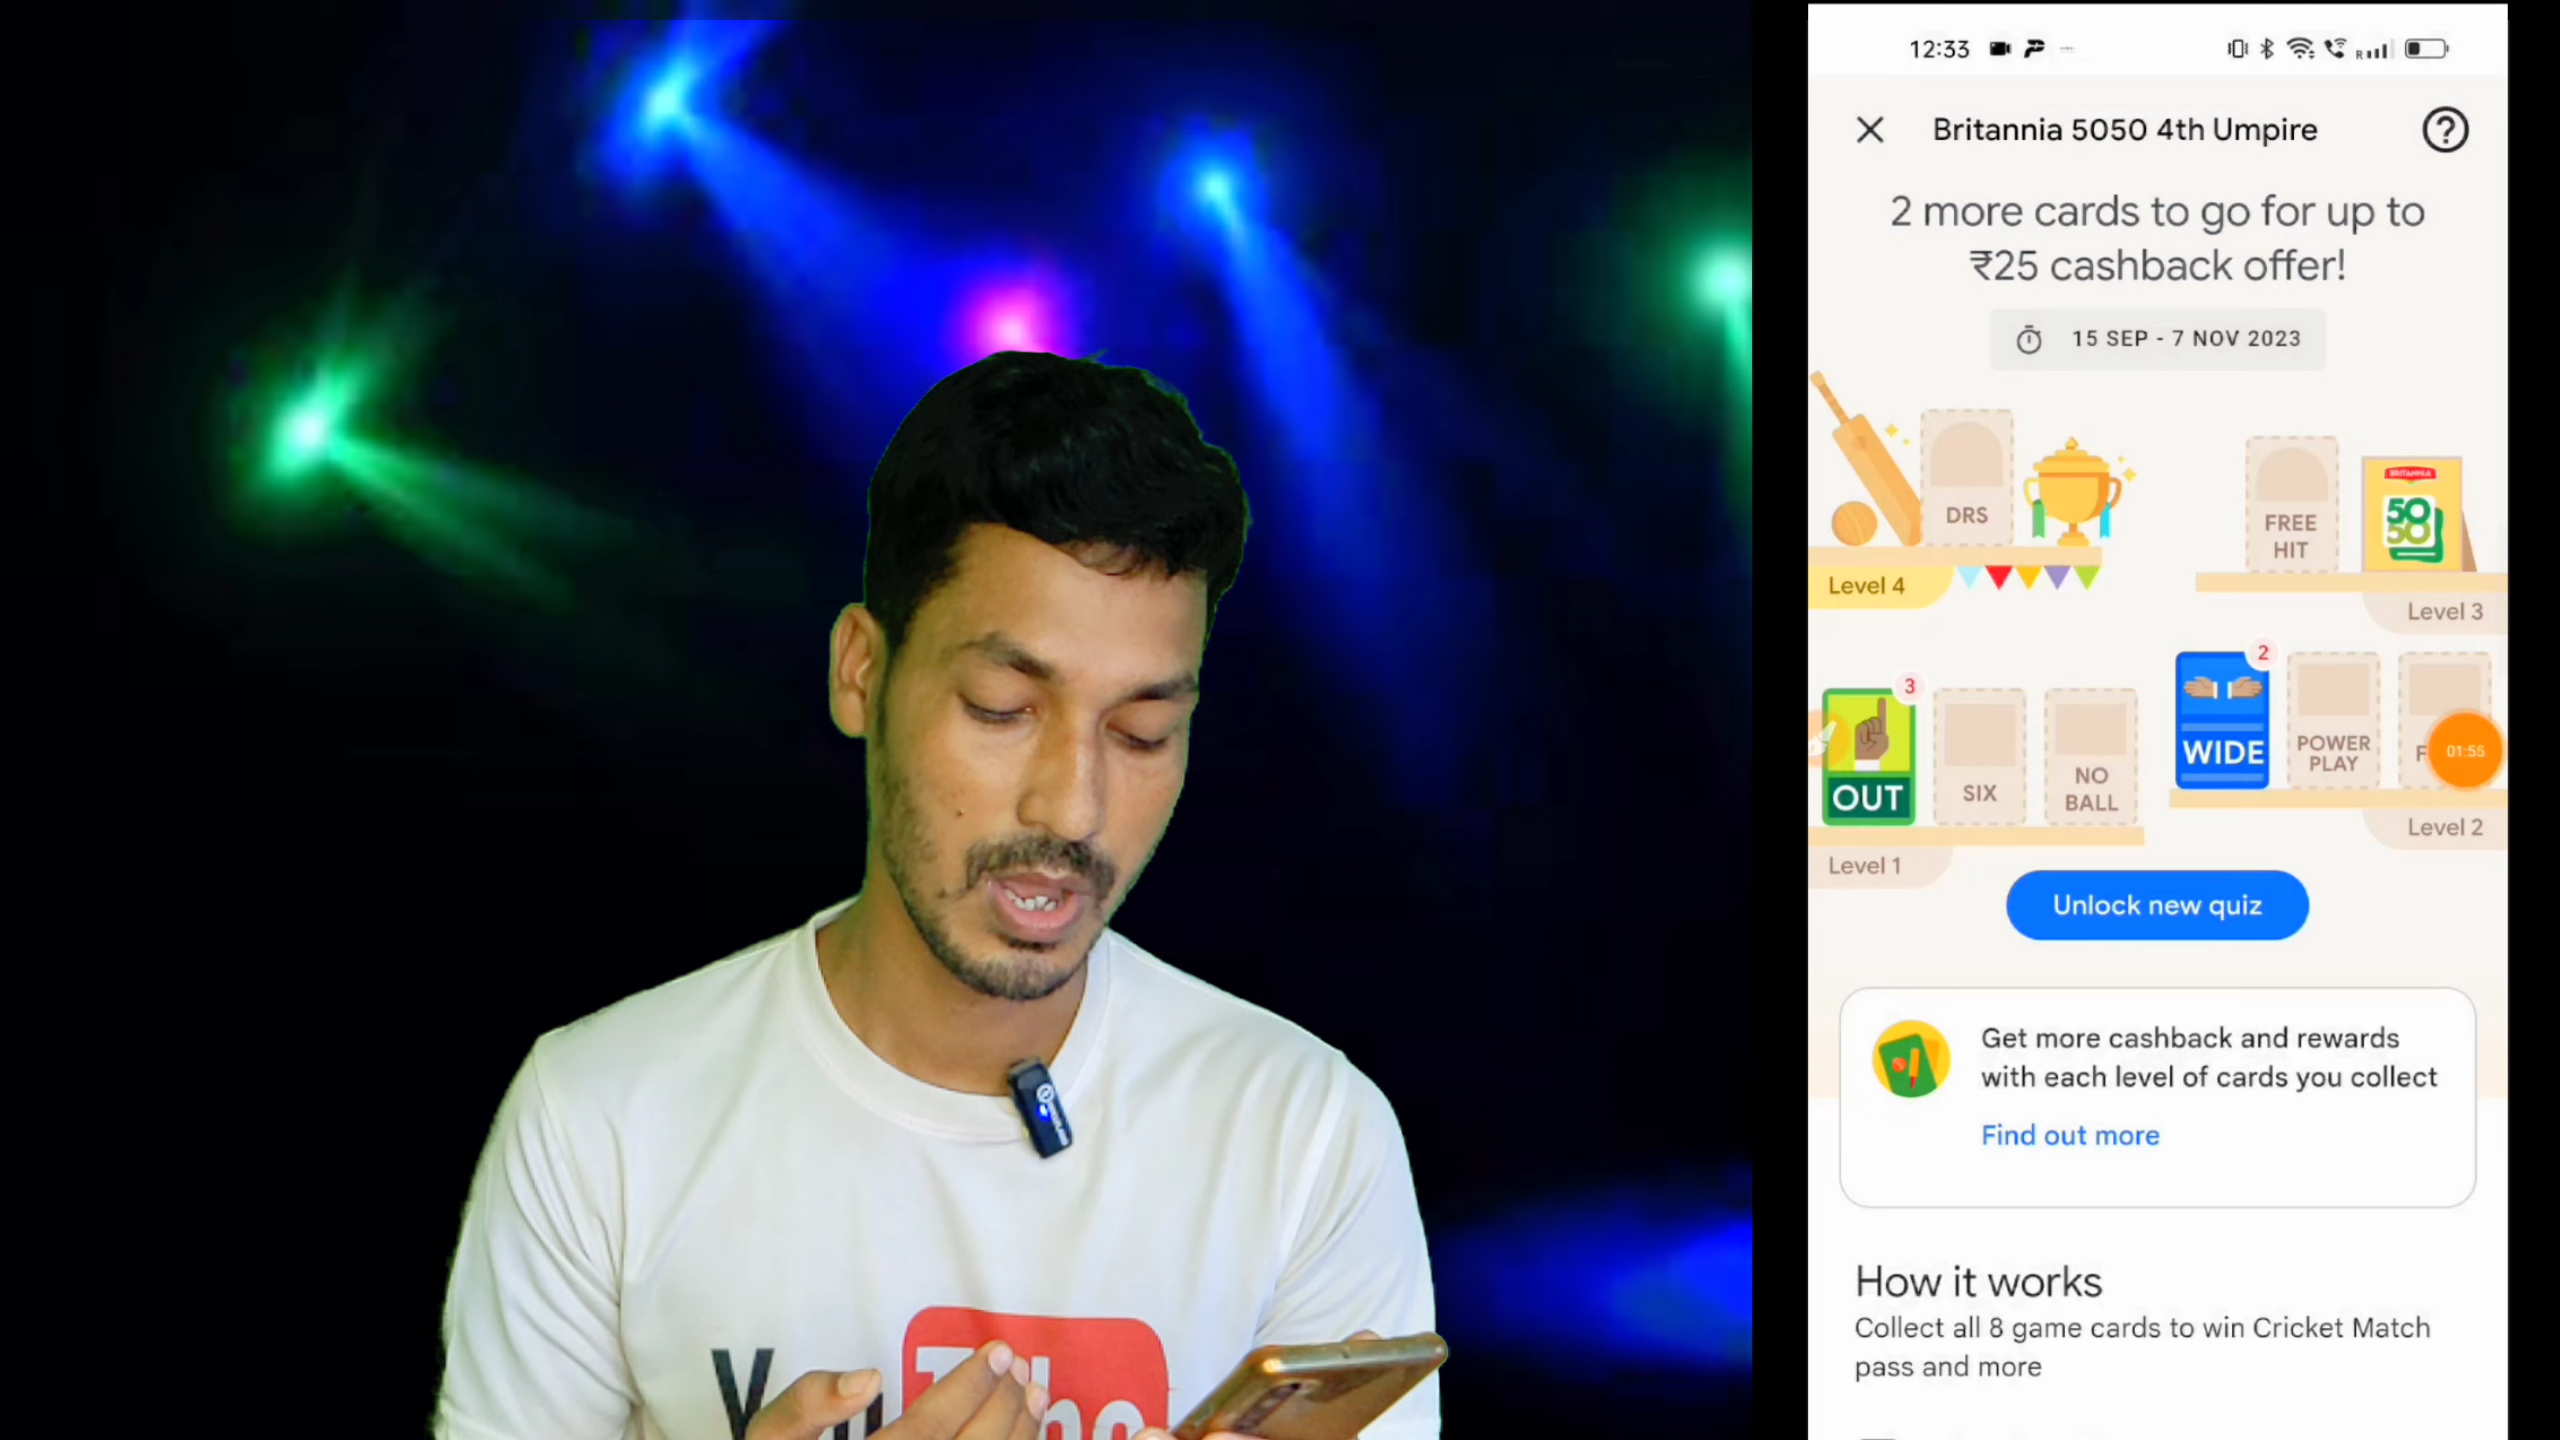 12:33
Britannia 5050 4th Umpire
2 more cards to go for up to
₹25 cashback offer!
15 SEP - 7 NOV 2023
DRS
FREE
HIT
BRITANNIA
50
50
Level 4
Level 3
3
2
OUT
SIX
NO
BALL
WIDE
POWER
PLAY
F
01:55
Level 2
Level 1
Unlock new quiz
Get more cashback and rewards
with each level of cards you collect
Find out more
How it works
Collect all 8 game cards to win Cricket Match
pass and more